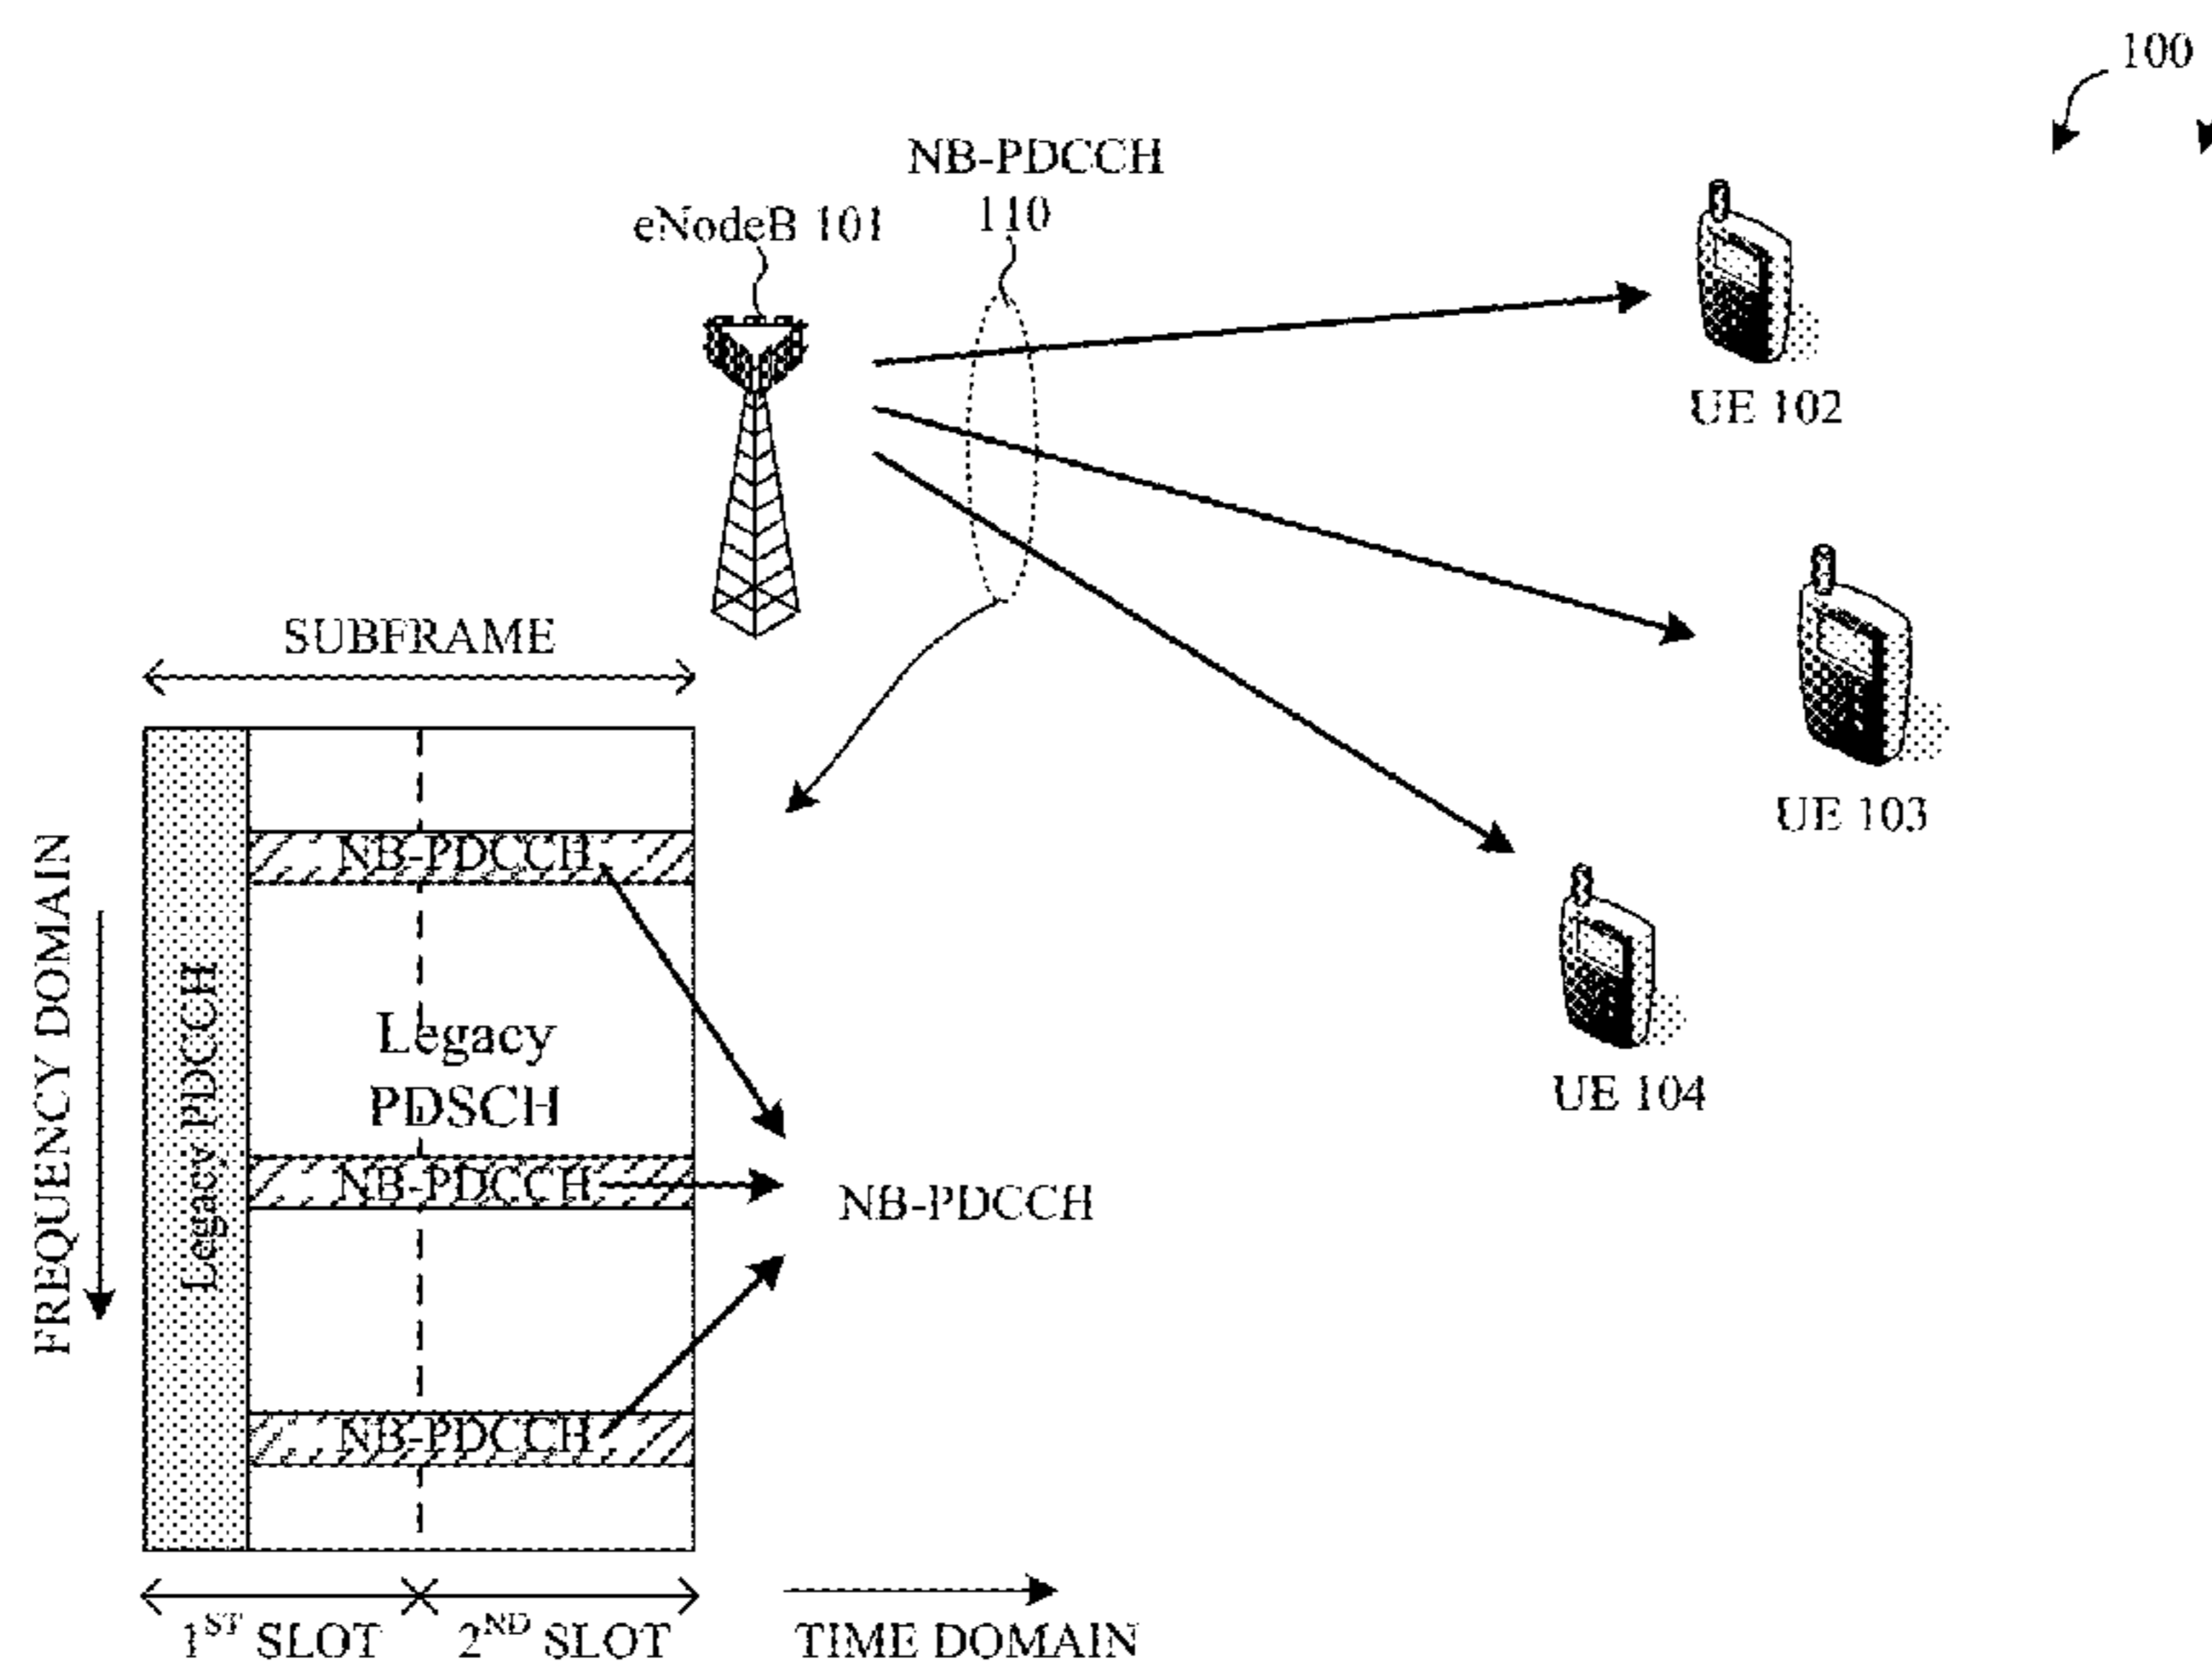 100
NB-PDCCH
110
eNodeB 101
UE 102
SUBFRAME
UE 103
NB-PDCCH
FREQUENCY DOMAIN
Legacy PDCCH
Legacy
PDSCH
UE 104
NB-PDCCH
NB-PDCCH
NB-PDCCH
1ST SLOT
2ND SLOT
TIME DOMAIN